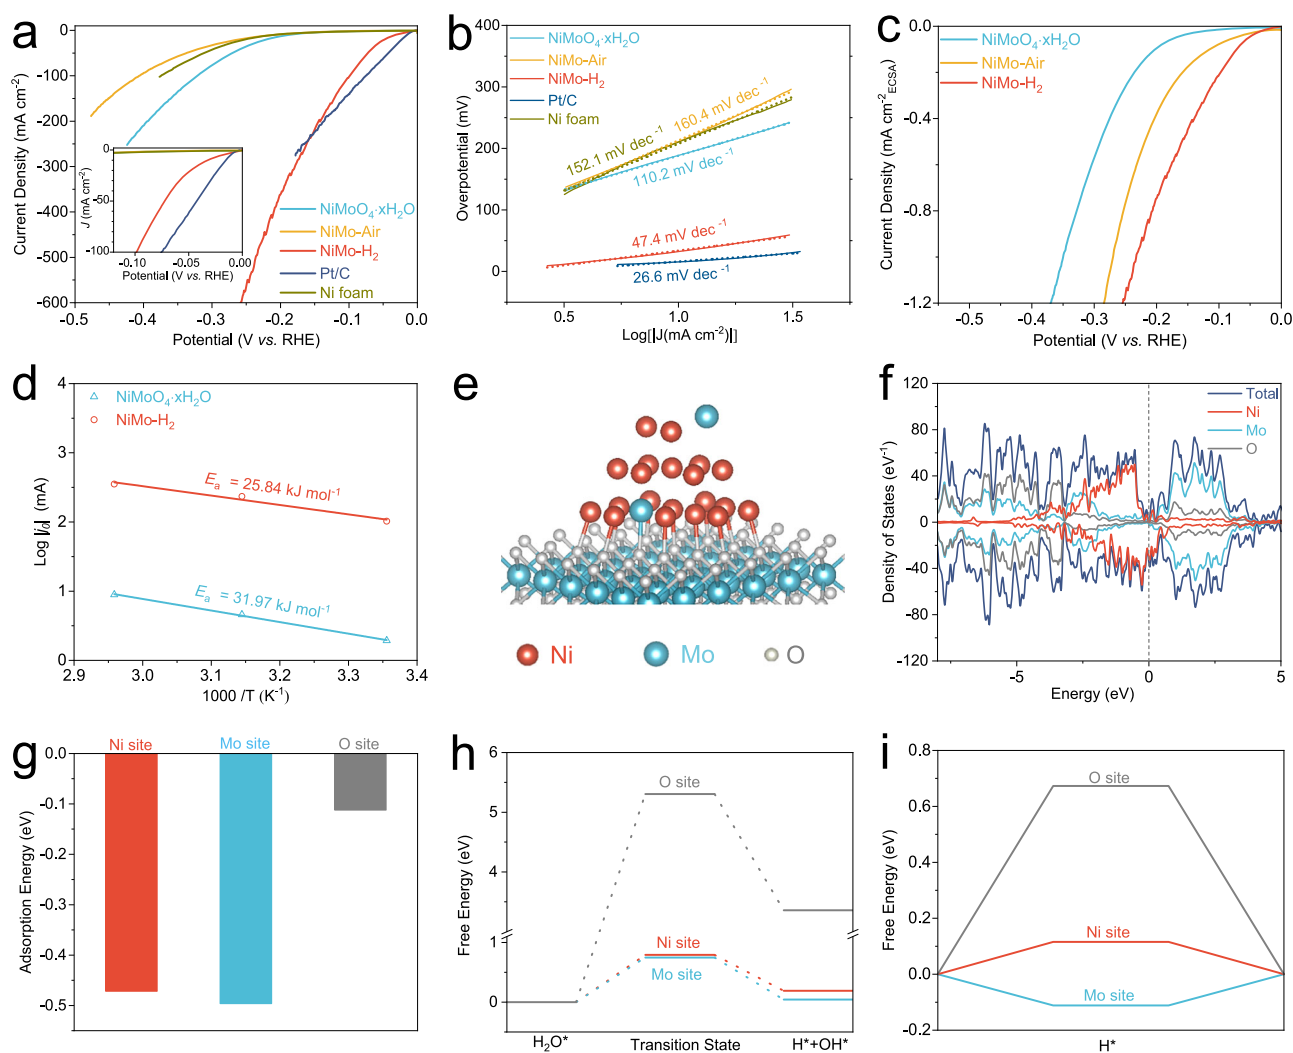 a
Current Density (mA cm⁻²)
0
-100
-200
-300
-400
-500
-600
-0.5
-0.4
-0.3
-0.2
-0.1
0.0
Potential (V vs. RHE)
J (mA cm⁻²)
0
-50
-100
-0.10
-0.05
0.00
Potential (V vs. RHE)
NiMoO₄·xH₂O
NiMo-Air
NiMo-H₂
Pt/C
Ni foam
b
Overpotential (mV)
400
300
200
100
0
0.5
1.0
1.5
Log[|J(mA cm⁻²)|]
NiMoO₄·xH₂O
NiMo-Air
NiMo-H₂
Pt/C
Ni foam
152.1 mV dec⁻¹
160.4 mV dec⁻¹
110.2 mV dec⁻¹
47.4 mV dec⁻¹
26.6 mV dec⁻¹
c
Current Density (mA cm⁻²ECSA)
0.0
-0.4
-0.8
-1.2
-0.5
-0.4
-0.3
-0.2
-0.1
0.0
Potential (V vs. RHE)
NiMoO₄·xH₂O
NiMo-Air
NiMo-H₂
d
Log |j₀| (mA)
4
3
2
1
0
2.9
3.0
3.1
3.2
3.3
3.4
1000 /T (K⁻¹)
NiMoO₄·xH₂O
NiMo-H₂
Eₐ = 25.84 kJ mol⁻¹
Eₐ = 31.97 kJ mol⁻¹
e
Ni
Mo
O
f
Density of States (eV⁻¹)
120
80
40
0
-40
-80
-120
-5
0
5
Energy (eV)
Total
Ni
Mo
O
g
Adsorption Energy (eV)
0.0
-0.1
-0.2
-0.3
-0.4
-0.5
Ni site
Mo site
O site
h
Free Energy (eV)
6
4
1
0
O site
Ni site
Mo site
H₂O*
Transition State
H*+OH*
i
Free Energy (eV)
0.8
0.6
0.4
0.2
0.0
-0.2
O site
Ni site
Mo site
H*